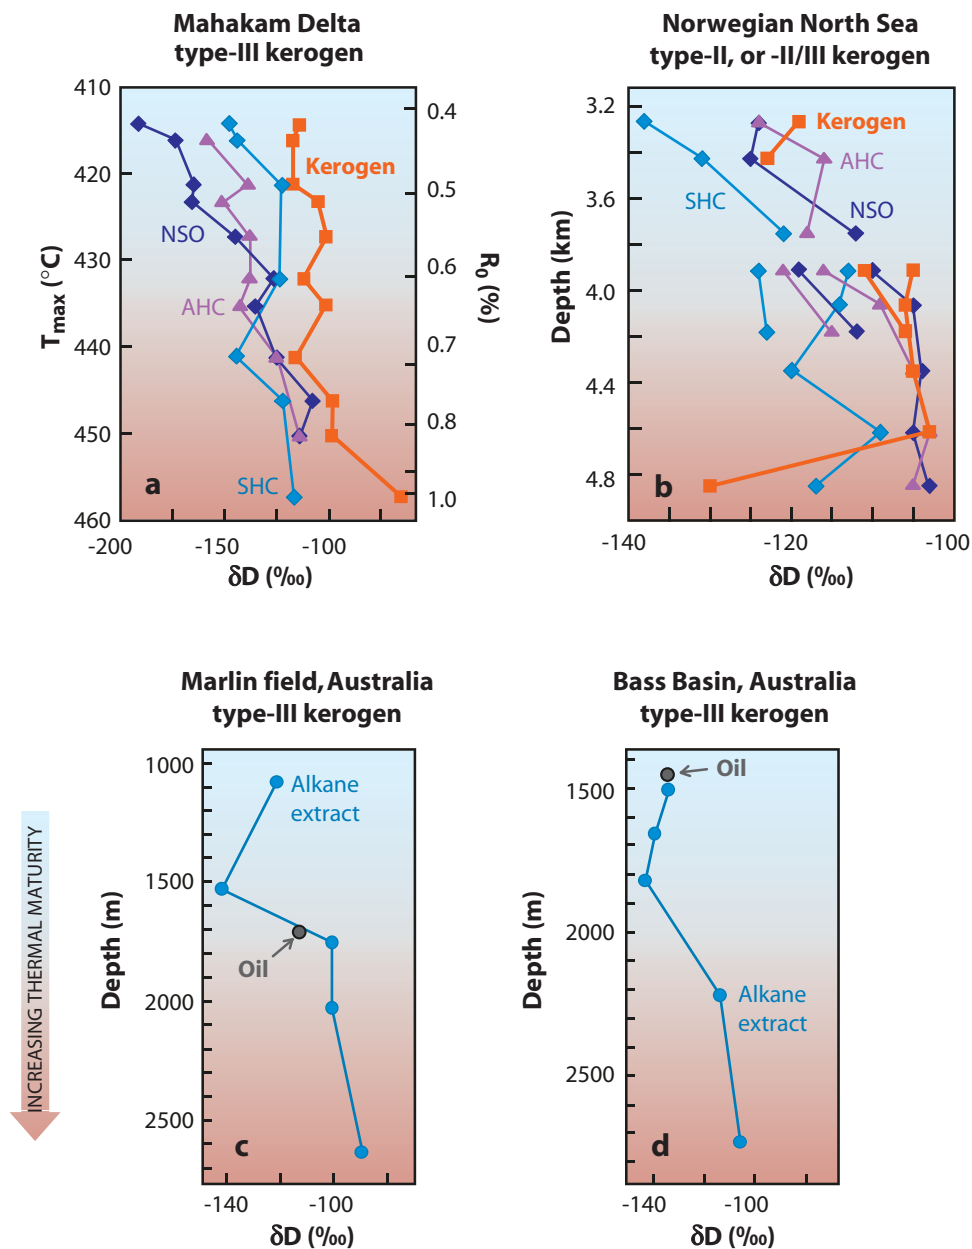 Mahakam Delta
type-III kerogen
410
420
430
440
450
460
T max (°C)
0.4
0.5
0.6
0.7
0.8
1.0
R0 (%)
Kerogen
NSO
AHC
SHC
a
-200
-150
-100
δD (‰)
Norwegian North Sea
type-II, or -II/III kerogen
3.2
3.6
4.0
4.4
4.8
Depth (km)
Kerogen
AHC
SHC
NSO
b
-140
-120
-100
δD (‰)
INCREASING THERMAL MATURITY
Marlin field, Australia
type-III kerogen
1000
1500
2000
2500
Depth (m)
Alkane
extract
Oil
c
-140
-100
δD (‰)
Bass Basin, Australia
type-III kerogen
1500
2000
2500
Depth (m)
Oil
Alkane
extract
d
-140
-100
δD (‰)